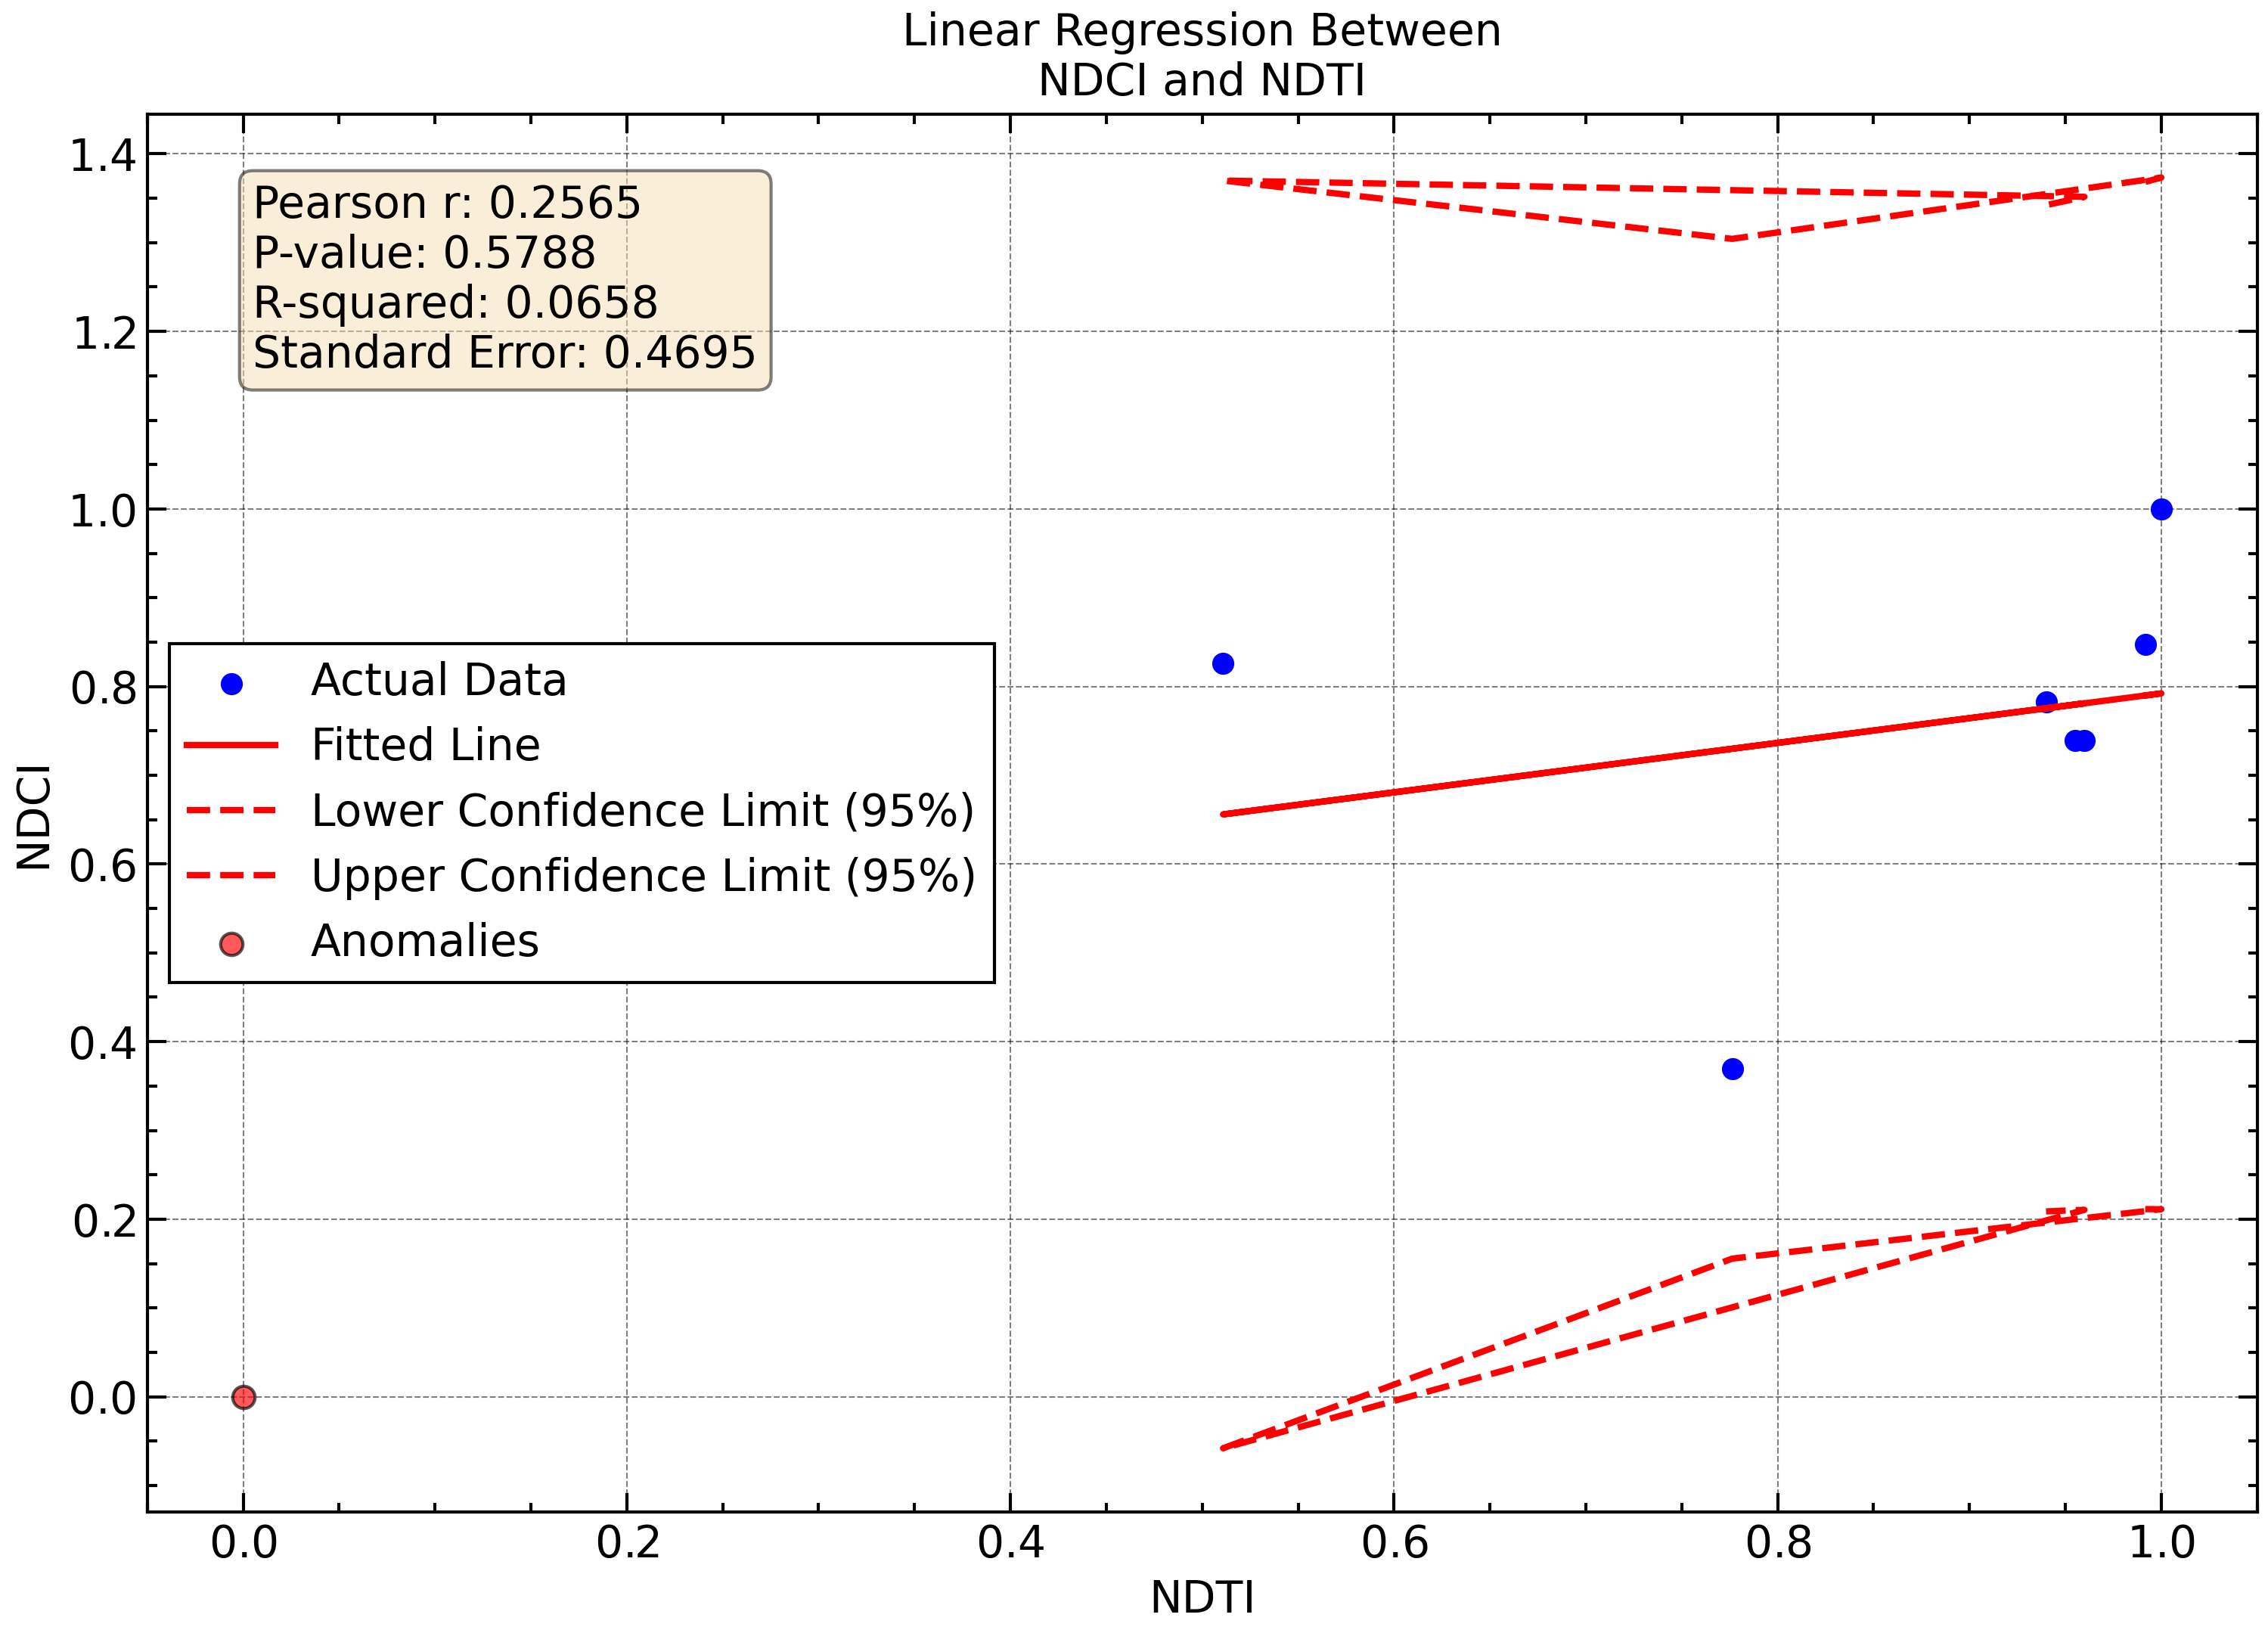 Linear Regression Between
NDCI and NDTI
1.4
1.2
1.0
0.8
0.6
0.4
0.2
0.0
NDCI
Pearson r: 0.2565
P-value: 0.5788
R-squared: 0.0658
Standard Error: 0.4695
Actual Data
Fitted Line
Lower Confidence Limit (95%)
Upper Confidence Limit (95%)
Anomalies
0.0 0.2 0.4 0.6 0.8 1.0
NDTI